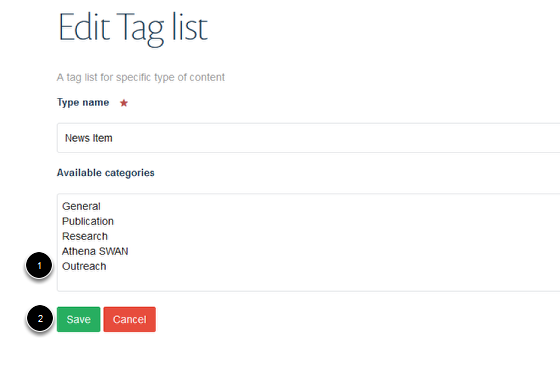 Edit Tag list
A tag list for specific type of content
Type name ★
News Item
Available categories
General
Publication
Research
Athena SWAN
1 Outreach
2 Save Cancel